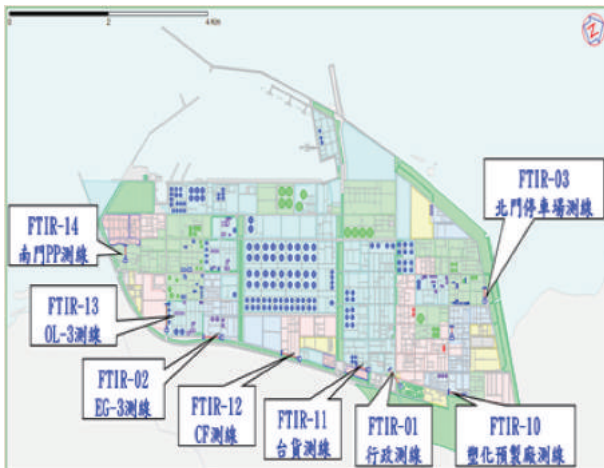 0 2 4 Km
Z
FTIR-03
北門停車場測線
FTIR-14
南門PP測線
FTIR-13
OL-3測線
FTIR-02
EG-3測線
FTIR-12
CF測線
FTIR-11
台貨測線
FTIR-01
行政測線
FTIR-10
塑化預製廠測線